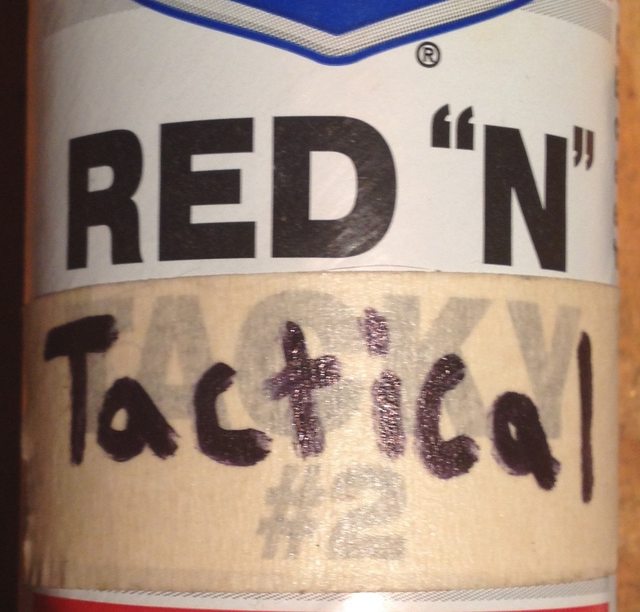 ®
RED “N”
TACKY
Tactical
#2